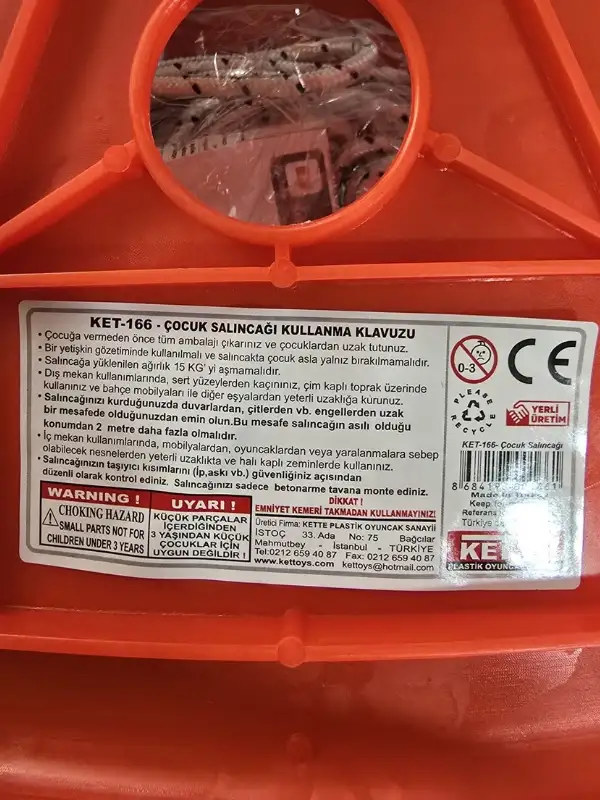 KET-166 - ÇOCUK SALINCAĞI KULLANMA KLAVUZU
• Çocuğa vermeden önce tüm ambalajı çıkarınız ve çocuklardan uzak tutunuz.
• Bir yetişkin gözetiminde kullanılmalı ve salıncakta çocuk asla yalnız bırakılmamalıdır.
• Salıncağa yüklenilen ağırlık 15 KG' yi aşmamalıdır.
• Dış mekan kullanımlarında, sert yüzeylerden kaçınınız, çim kaplı toprak üzerinde
kullanınız ve bahçe mobilyaları ile diğer eşyalardan yeterli uzaklığa kurunuz.
• Salıncağınızı kurduğunuzda duvarlardan, çitlerden vb. engellerden uzak
bir mesafede olduğunuzdan emin olun.Bu mesafe salıncağın asılı olduğu
konumdan 2 metre daha fazla olmalıdır.
• İç mekan kullanımlarında, mobilyalardan, oyuncaklardan veya yaralanmalara sebep
olabilecek nesnelerden yeterli uzaklıkta ve halı kaplı zeminlerde kullanınız.
• Salıncağınızın taşıyıcı kısımlarını (İp,askı vb.) güvenliğiniz açısından
düzenli olarak kontrol ediniz. Salıncağınızı sadece betonarme tavana monte ediniz.
WARNING !
CHOKING HAZARD
SMALL PARTS NOT FOR
CHILDREN UNDER 3 YEARS
UYARI !
KÜÇÜK PARÇALAR
İÇERDİĞİNDEN
3 YAŞINDAN KÜÇÜK
ÇOCUKLAR İÇİN
UYGUN DEĞİLDİR !
DİKKAT !
EMNİYET KEMERİ TAKMADAN KULLANMAYINIZ!
Üretici Firma: KETTE PLASTİK OYUNCAK SANAYİİ
İSTOÇ 33. Ada No: 75 Bağcılar
Mahmutbey - İstanbul - TÜRKİYE
Tel:0212 659 40 87 Fax: 0212 659 40 87
www.kettoys.com kettoys@hotmail.com
0-3
CE
PLEASE
RECYCLE
YERLİ
ÜRETİM
KET-166- Çocuk Salıncağı
Made in
Keep
Referans
Türkiye
KET
PLASTİK OYUNCAK